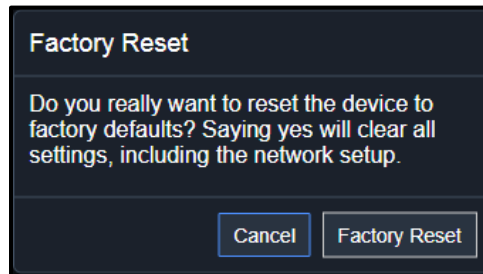 Factory Reset
Do you really want to reset the device to
factory defaults? Saying yes will clear all
settings, including the network setup.
Cancel
Factory Reset